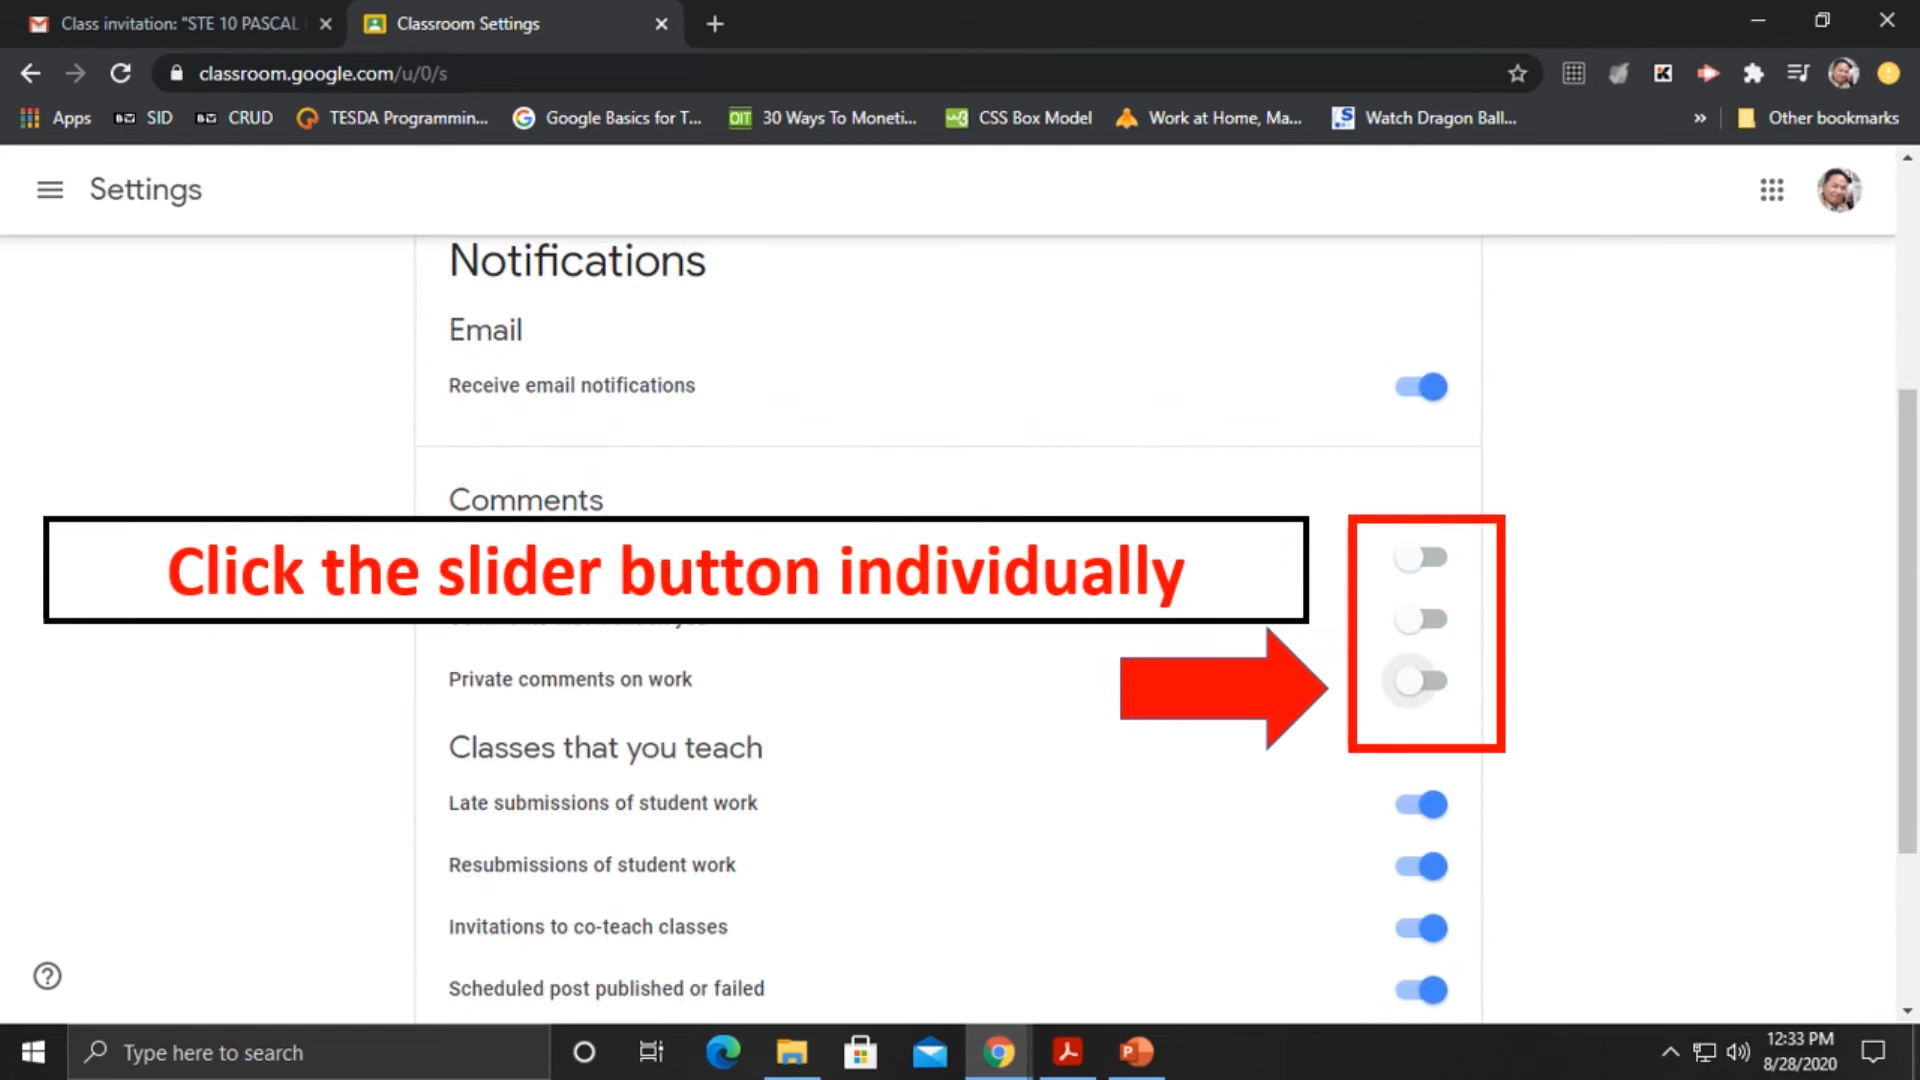 Class invitation: "STE 10 PASCAL
Classroom Settings
classroom.google.com/u/0/s
Apps
SID
CRUD
TESDA Programmin...
Google Basics for T...
30 Ways To Moneti...
CSS Box Model
Work at Home, Ma...
Watch Dragon Ball...
Other bookmarks
Settings
Notifications
Email
Receive email notifications
Comments
Click the slider button individually
Private comments on work
Classes that you teach
Late submissions of student work
Resubmissions of student work
Invitations to co-teach classes
Scheduled post published or failed
Type here to search
12:33 PM
8/28/2020